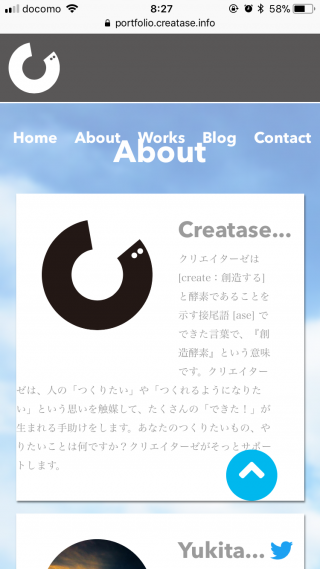 docomo 8:27 58%
portfolio.creatase.info
Home About Works Blog Contact
About
Creatase...
クリエイターゼは
[create：創造する]
と酵素であることを
示す接尾語 [ase] で
できた言葉で、『創
造酵素』という意味
です。クリエイター
ゼは、人の「つくりたい」や「つくれるようになりた
い」という思いを触媒して、たくさんの「できた！」が
生まれる手助けをします。あなたのつくりたいもの、や
りたいことは何ですか？クリエイターゼがそっとサポー
トします。
Yukita...